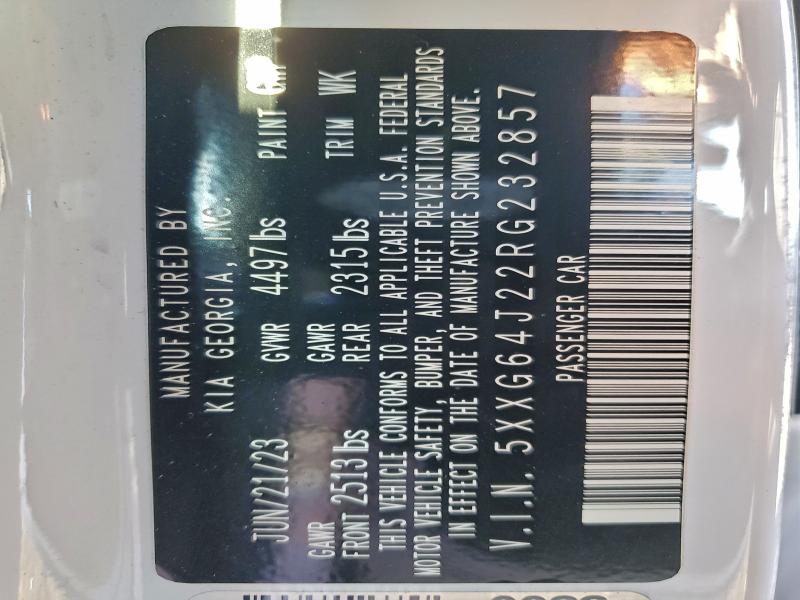 MANUFACTURED BY
KIA GEORGIA, INC.
JUN/21/23 GVWR 4497lbs PAINT
GAWR FRONT 2513lbs GAWR REAR 2315lbs TRIM WK
THIS VEHICLE CONFORMS TO ALL APPLICABLE U.S.A. FEDERAL
MOTOR VEHICLE SAFETY, BUMPER, AND THEFT PREVENTION STANDARDS
IN EFFECT ON THE DATE OF MANUFACTURE SHOWN ABOVE.
V.I.N. 5XXG64J22RG232857
PASSENGER CAR